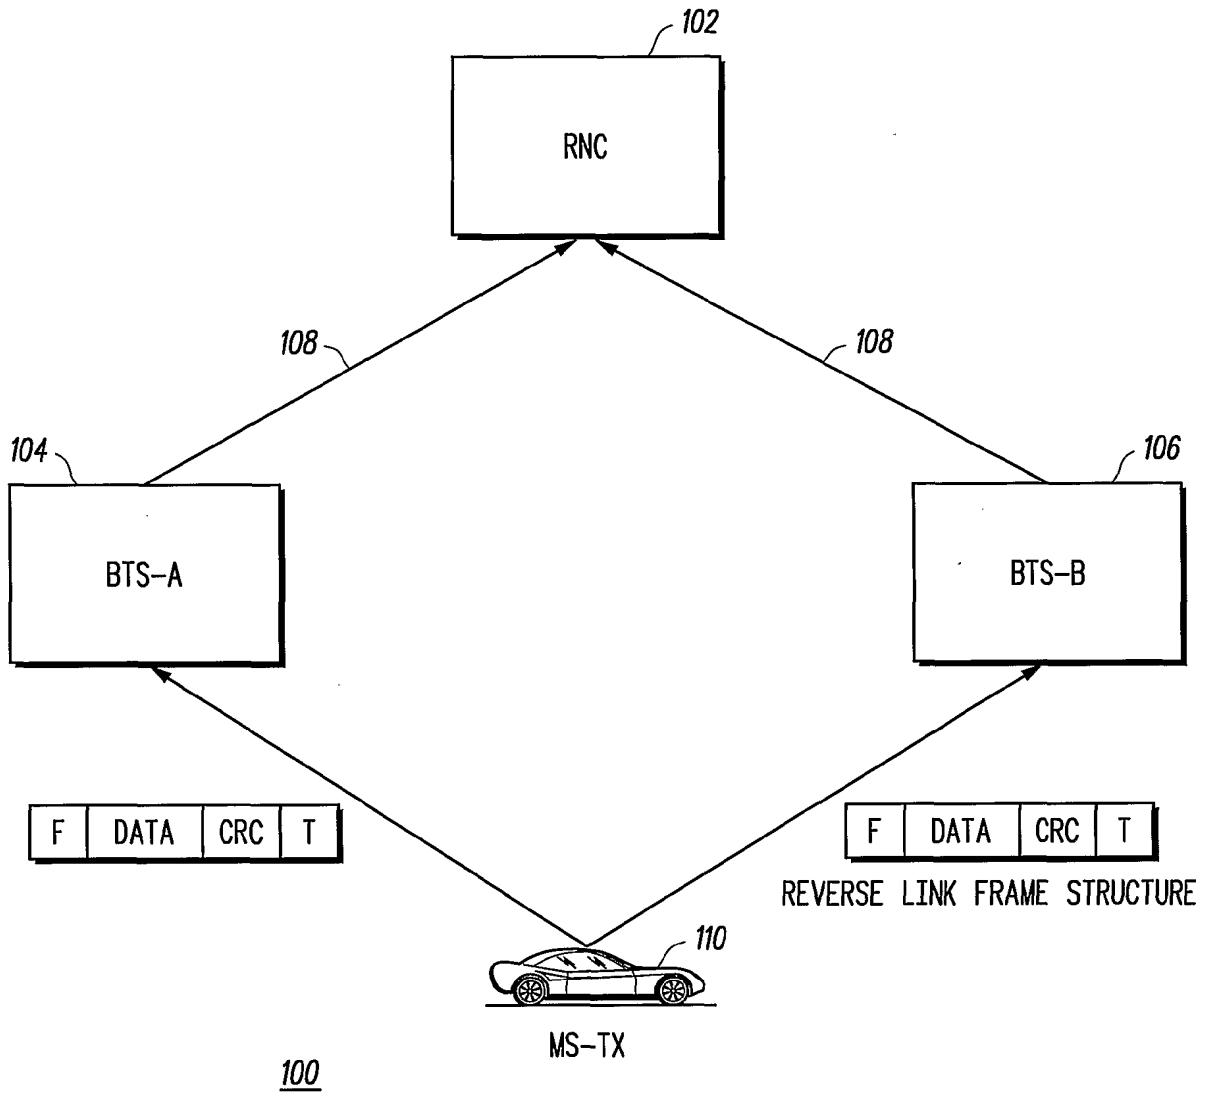 102
RNC
108
108
104
106
BTS-A
BTS-B
F DATA CRC T
F DATA CRC T
REVERSE LINK FRAME STRUCTURE
110
MS-TX
100